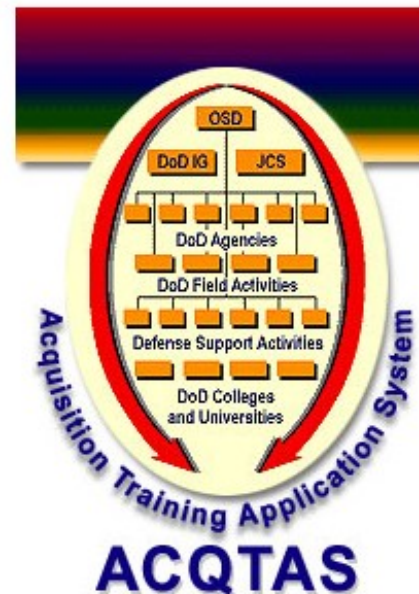 OSD
DoD IG JCS
DoD Agencies
DoD Field Activities
Defense Support Activities
DoD Colleges
and Universities
Acquisition Training Application System
ACQTAS